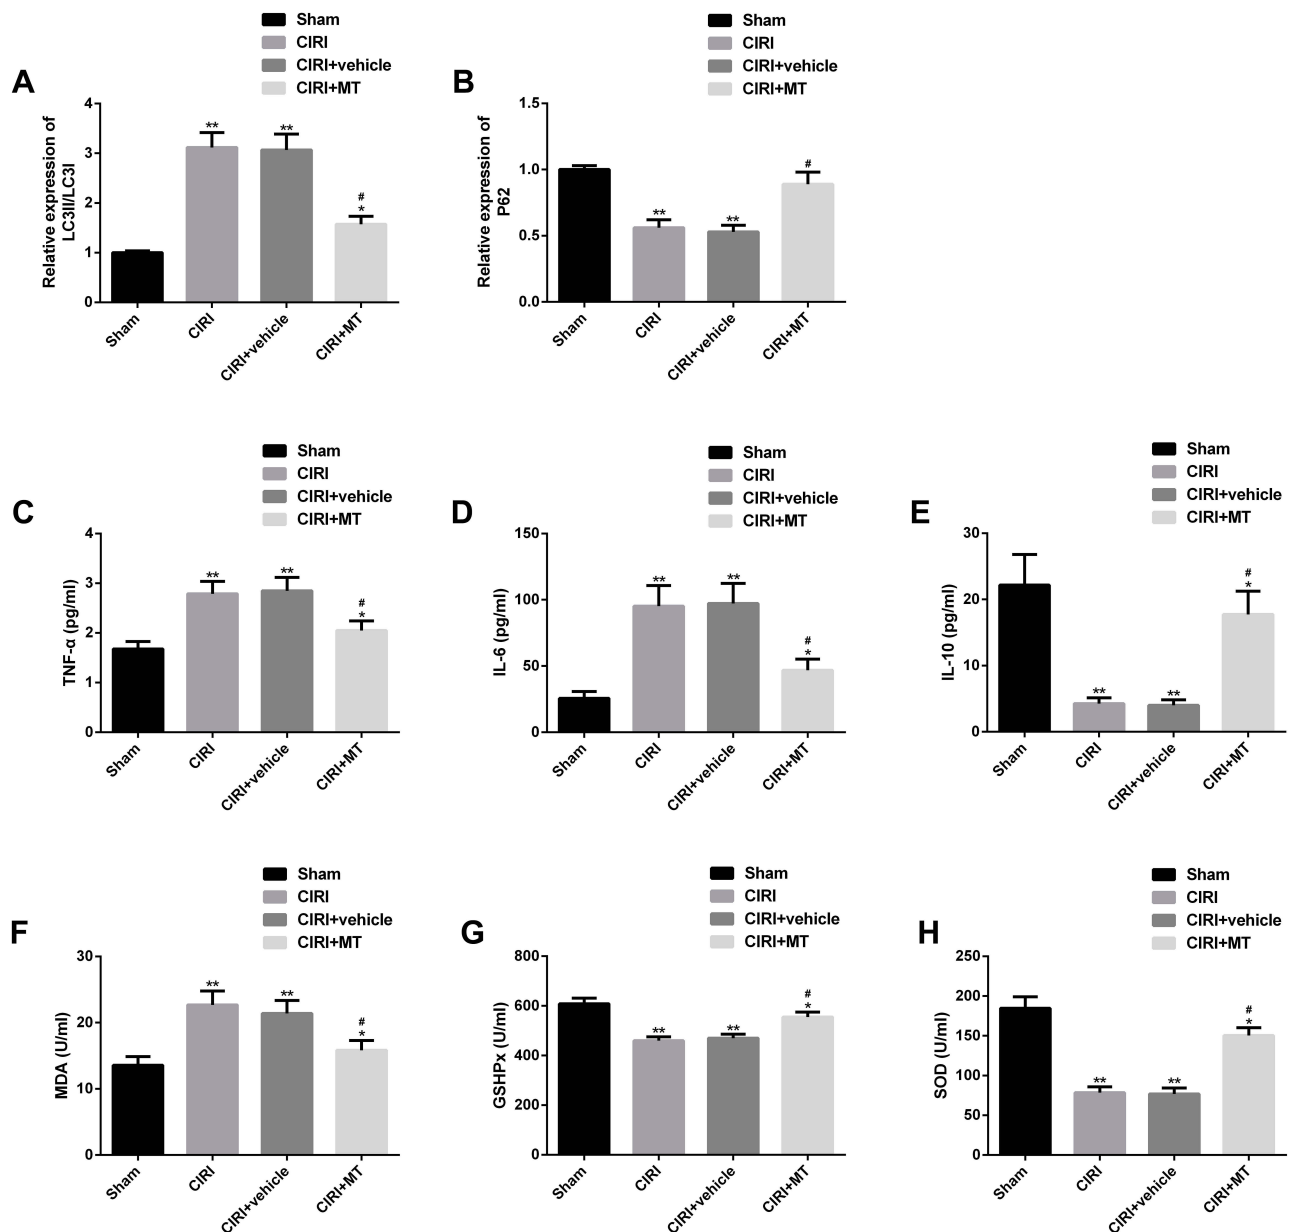 A
Sham
CIRI
CIRI+vehicle
CIRI+MT
Relative expression of
LC3II/LC3I
4
3
2
1
0
**
**
#
*
Sham
CIRI
CIRI+vehicle
CIRI+MT
B
Sham
CIRI
CIRI+vehicle
CIRI+MT
Relative expression of
P62
1.5
1.0
0.5
0.0
**
**
#
Sham
CIRI
CIRI+vehicle
CIRI+MT
C
Sham
CIRI
CIRI+vehicle
CIRI+MT
TNF-α (pg/ml)
4
3
2
1
0
**
**
#
*
Sham
CIRI
CIRI+vehicle
CIRI+MT
D
Sham
CIRI
CIRI+vehicle
CIRI+MT
IL-6 (pg/ml)
150
100
50
0
**
**
#
*
Sham
CIRI
CIRI+vehicle
CIRI+MT
E
Sham
CIRI
CIRI+vehicle
CIRI+MT
IL-10 (pg/ml)
30
20
10
0
**
**
#
*
Sham
CIRI
CIRI+vehicle
CIRI+MT
F
Sham
CIRI
CIRI+vehicle
CIRI+MT
MDA (U/ml)
30
20
10
0
**
**
#
*
Sham
CIRI
CIRI+vehicle
CIRI+MT
G
Sham
CIRI
CIRI+vehicle
CIRI+MT
GSHPx (U/ml)
800
600
400
200
0
**
**
#
*
Sham
CIRI
CIRI+vehicle
CIRI+MT
H
Sham
CIRI
CIRI+vehicle
CIRI+MT
SOD (U/ml)
250
200
150
100
50
0
**
**
#
*
Sham
CIRI
CIRI+vehicle
CIRI+MT